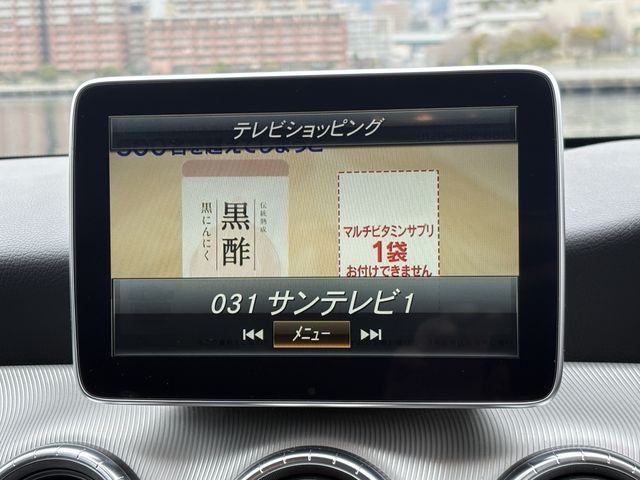 テレビショッピング
伝統熟成
黒酢
黒にんにく
マルチビタミンサプリ
1袋
お付けできません
031 サンテレビ1
メニュー